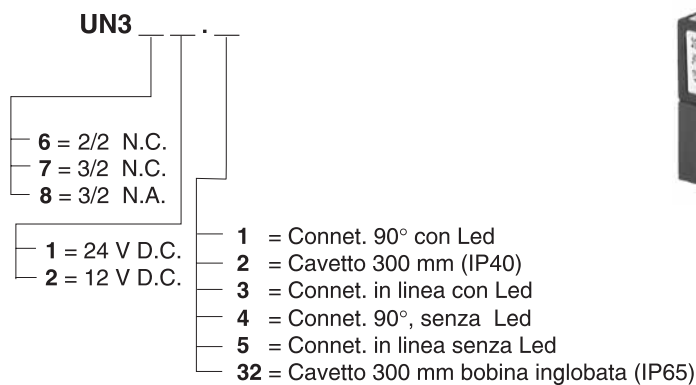 UN3 _ _ . _
6 = 2/2 N.C.
7 = 3/2 N.C.
8 = 3/2 N.A.
1 = 24 V D.C.
2 = 12 V D.C.
1 = Connet. 90° con Led
2 = Cavetto 300 mm (IP40)
3 = Connet. in linea con Led
4 = Connet. 90°, senza Led
5 = Connet. in linea senza Led
32 = Cavetto 300 mm bobina inglobata (IP65)